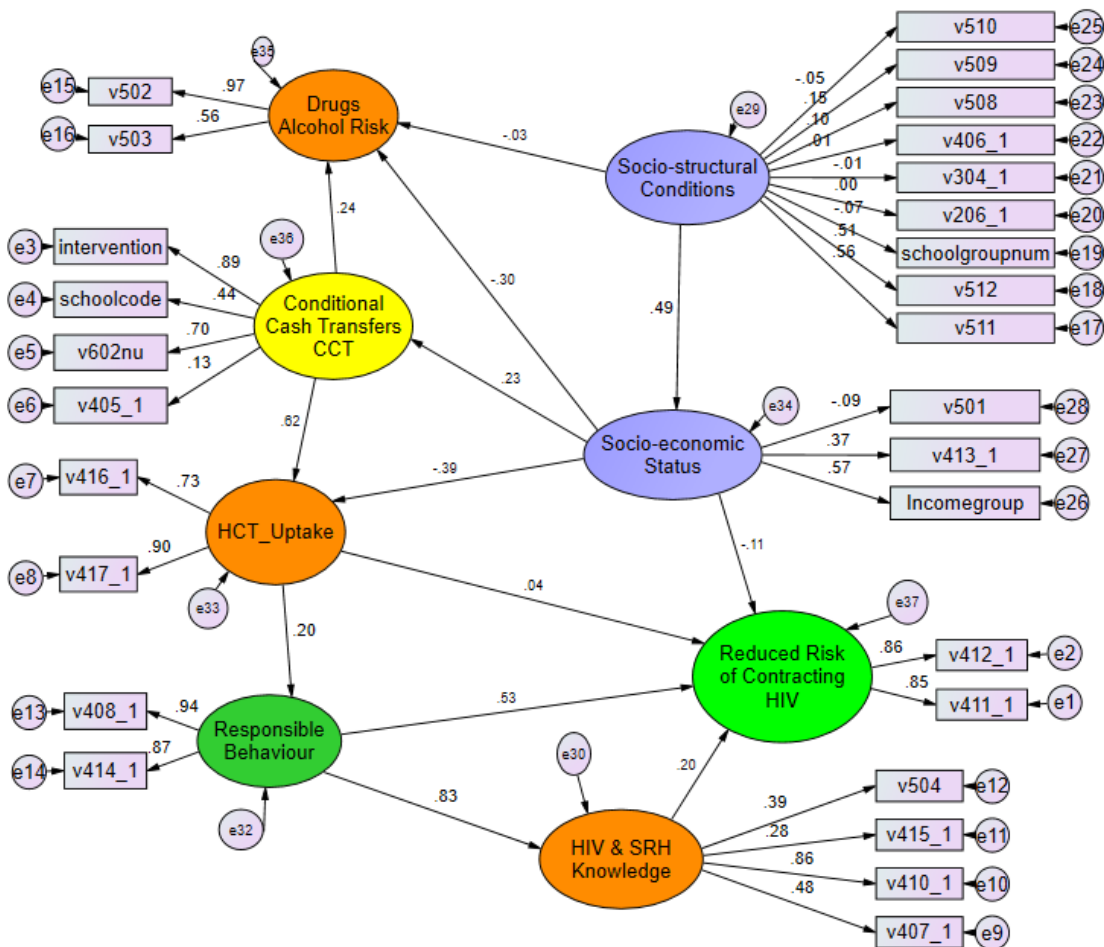 v510
e25
e35
v509
e24
e15
v502
.97
Drugs
Alcohol Risk
-.05
.15
.10
.01
-.01
.00
-.07
.51
.56
v508
e23
e16
v503
.56
-.03
e29
Socio-structural
Conditions
v406_1
e22
v304_1
e21
.24
v206_1
e20
e3
intervention
e36
schoolgroupnum
e19
.89
.44
.70
.13
e4
schoolcode
Conditional
Cash Transfers
CCT
-.30
.49
v512
e18
v511
e17
e5
v602nu
.23
e6
v405_1
e34
-.09
v501
e28
.62
Socio-economic
Status
.37
v413_1
e27
e7
v416_1
.73
-.39
.57
Incomegroup
e26
HCT_Uptake
.90
-.11
e8
v417_1
e33
.04
e37
.20
Reduced Risk
of Contracting
HIV
.86
v412_1
e2
.85
v411_1
e1
e13
v408_1
.94
.53
Responsible
Behaviour
e14
v414_1
.87
e30
.20
e32
.83
.39
v504
e12
HIV & SRH
Knowledge
.28
v415_1
e11
.86
v410_1
e10
.48
v407_1
e9